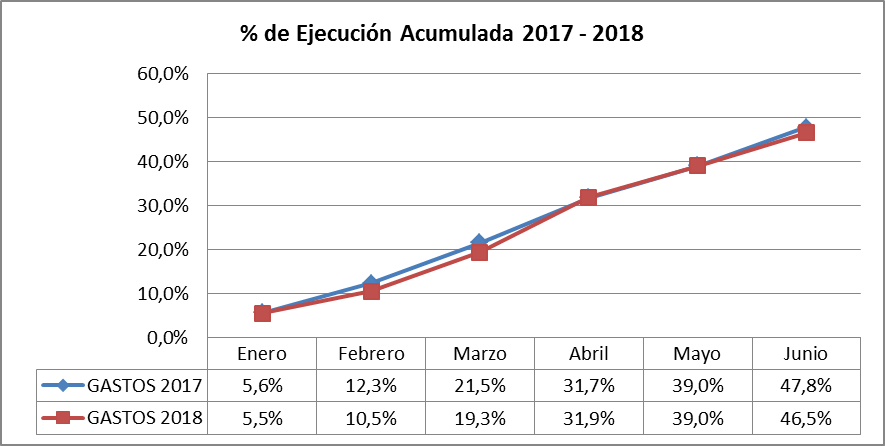 % de Ejecución Acumulada 2017 - 2018
60,0%
50,0%
40,0%
30,0%
20,0%
10,0%
0,0%
Enero Febrero Marzo Abril Mayo Junio
GASTOS 2017 5,6% 12,3% 21,5% 31,7% 39,0% 47,8%
GASTOS 2018 5,5% 10,5% 19,3% 31,9% 39,0% 46,5%